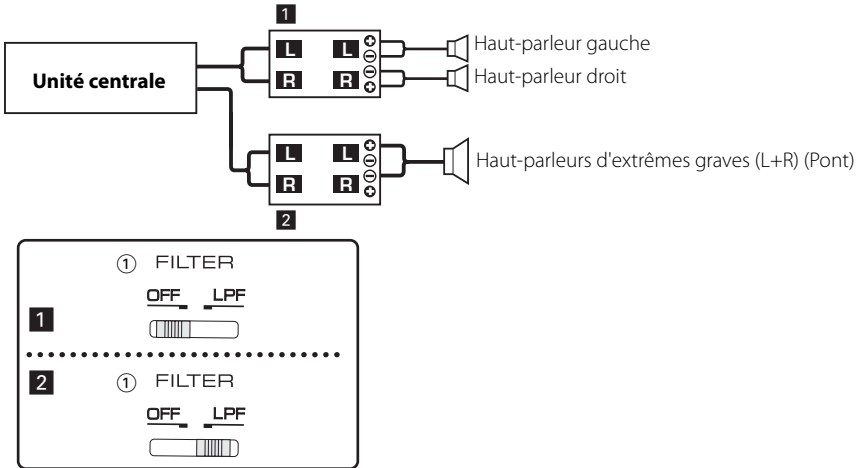 1
L L ⊕
⊖
Haut-parleur gauche
Unité centrale
R R ⊖
⊕
Haut-parleur droit
L L ⊕
⊖
Haut-parleurs d'extrêmes graves (L+R) (Pont)
R R ⊖
⊕
2
① FILTER
OFF LPF
1
2 ① FILTER
OFF LPF